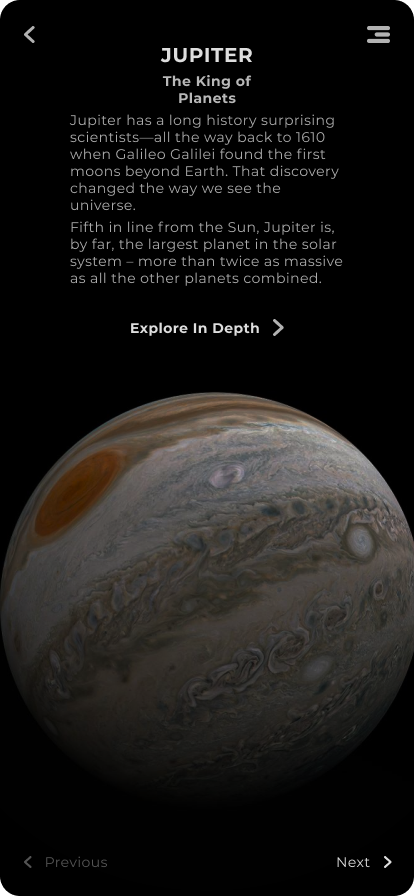 JUPITER
The King of
Planets
Jupiter has a long history surprising
scientists—all the way back to 1610
when Galileo Galilei found the first
moons beyond Earth. That discovery
changed the way we see the
universe.
Fifth in line from the Sun, Jupiter is,
by far, the largest planet in the solar
system – more than twice as massive
as all the other planets combined.
Explore In Depth
Previous
Next